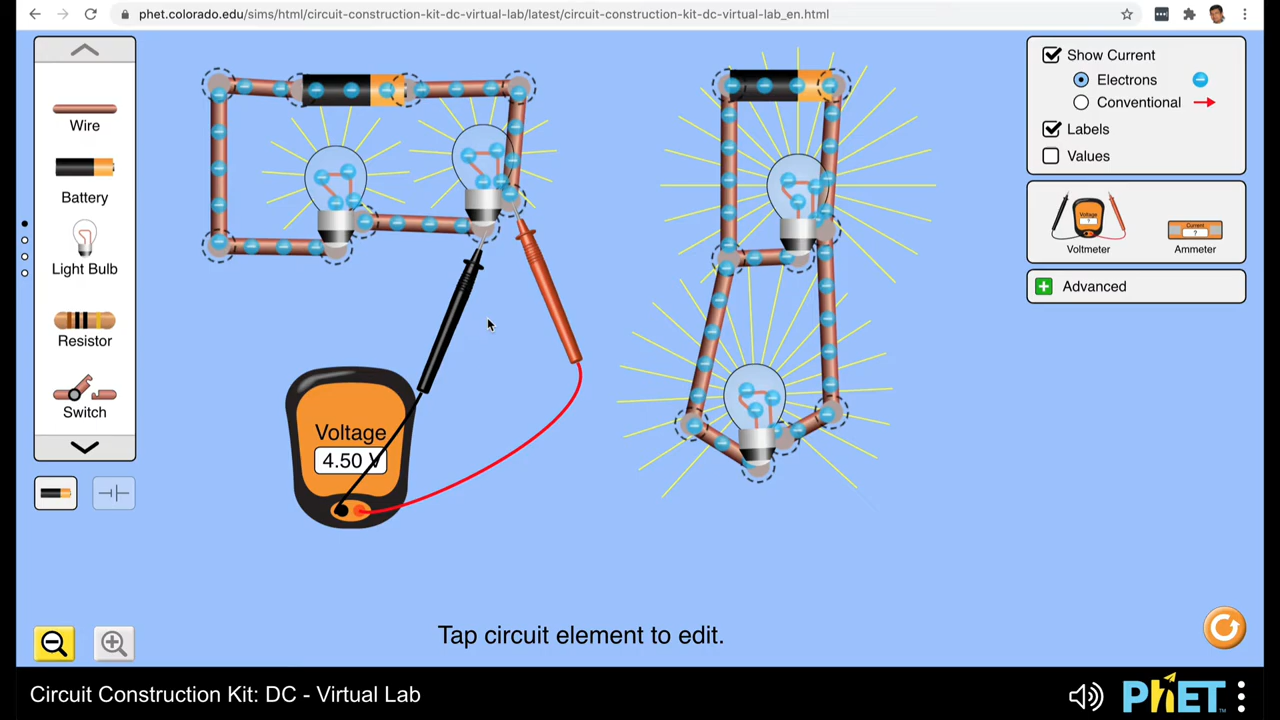 phet.colorado.edu/sims/html/circuit-construction-kit-dc-virtual-lab/latest/circuit-construction-kit-dc-virtual-lab_en.html
Wire
Battery
Light Bulb
Resistor
Switch
Show Current
Electrons
Conventional
Labels
Values
Voltage
?
Voltmeter
Current
?
Ammeter
Advanced
Voltage
4.50 V
Tap circuit element to edit.
Circuit Construction Kit: DC - Virtual Lab
PhET